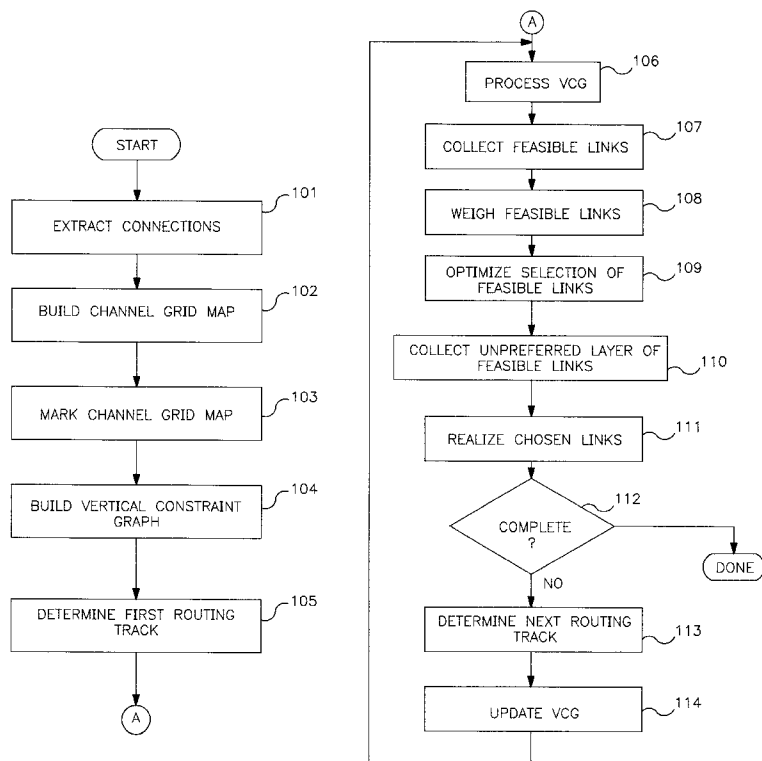 START
101
EXTRACT CONNECTIONS
102
BUILD CHANNEL GRID MAP
103
MARK CHANNEL GRID MAP
104
BUILD VERTICAL CONSTRAINT
GRAPH
105
DETERMINE FIRST ROUTING
TRACK
A
A
106
PROCESS VCG
107
COLLECT FEASIBLE LINKS
108
WEIGH FEASIBLE LINKS
109
OPTIMIZE SELECTION OF
FEASIBLE LINKS
COLLECT UNPREFERRED LAYER OF
FEASIBLE LINKS
110
REALIZE CHOSEN LINKS
111
112
COMPLETE
?
DONE
NO
DETERMINE NEXT ROUTING
TRACK
113
UPDATE VCG
114